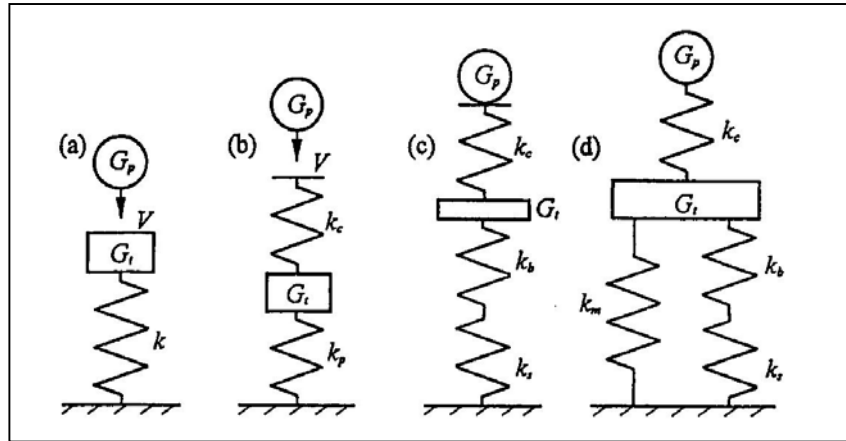 (a)
G_p
V
G_t
k
(b)
G_p
V
k_c
G_t
k_p
(c)
G_p
k_c
G_t
k_b
k_s
(d)
G_p
k_c
G_t
k_m
k_b
k_s